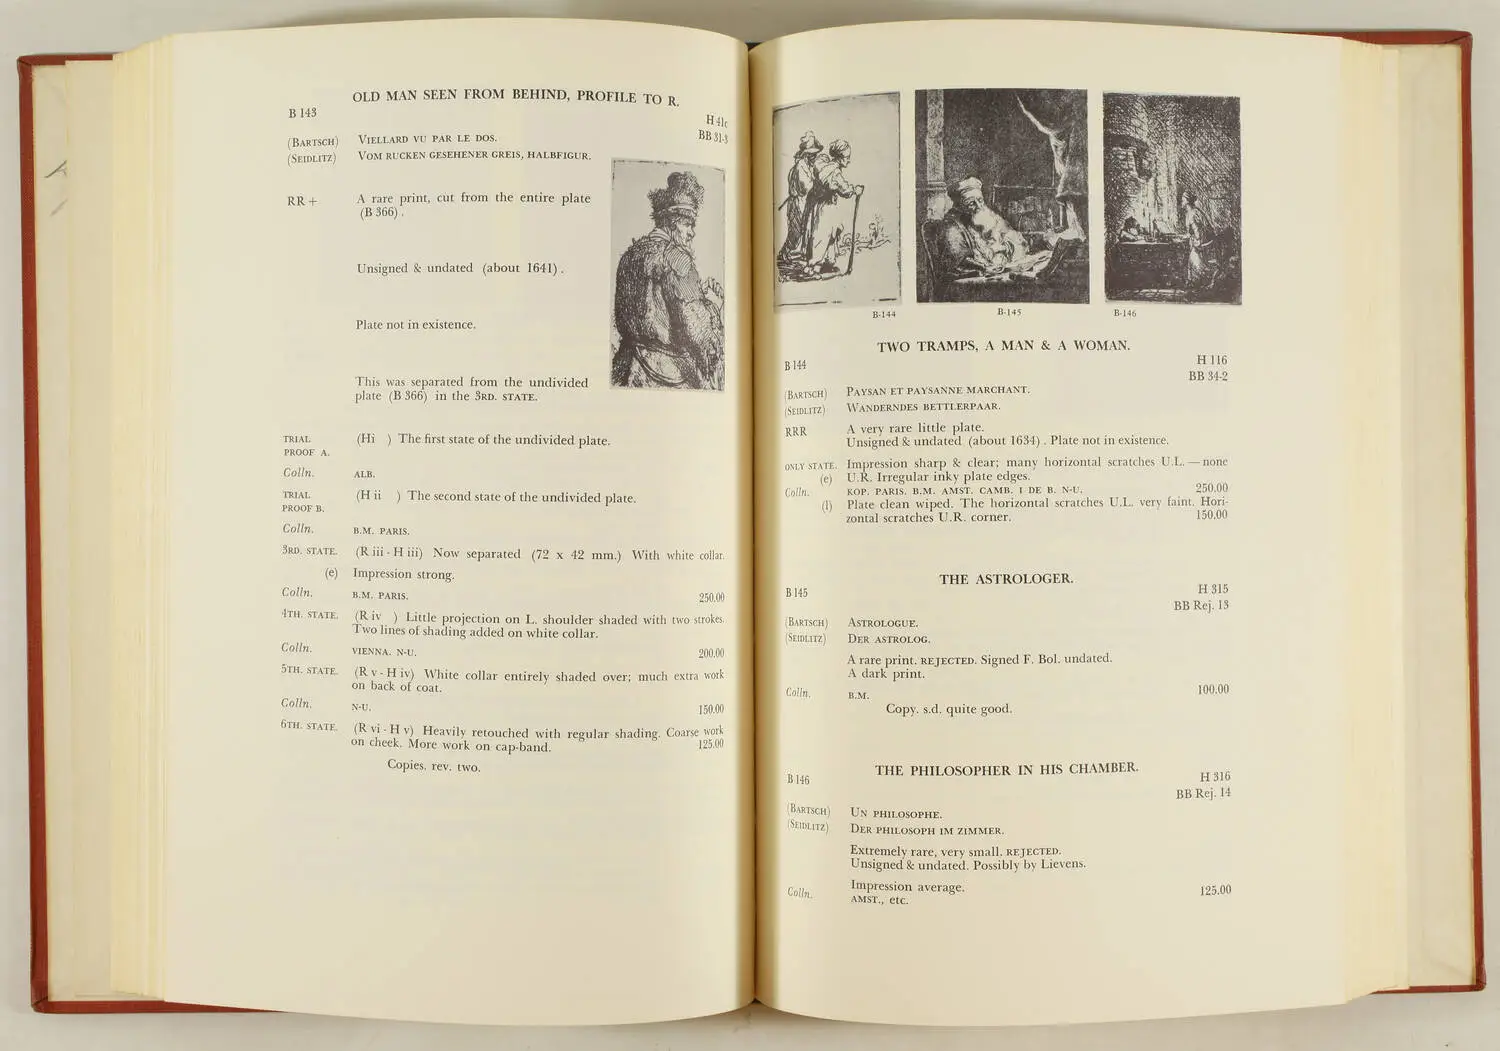 OLD MAN SEEN FROM BEHIND, PROFILE TO R.
B 143
H 41c
BB 31-3
(BARTSCH) VIELLARD VU PAR LE DOS.
(SEIDLITZ) VOM RUCKEN GESEHENER GREIS, HALBFIGUR.
RR + A rare print, cut from the entire plate
(B 366).
Unsigned & undated (about 1641).
Plate not in existence.
This was separated from the undivided
plate (B 366) in the 3RD. STATE.
TRIAL PROOF A. (Hi ) The first state of the undivided plate.
Colln. ALB.
TRIAL PROOF B. (H ii ) The second state of the undivided plate.
Colln. B.M. PARIS.
3RD. STATE. (R iii - H iii) Now separated (72 x 42 mm.) With white collar.
(e) Impression strong.
Colln. B.M. PARIS. 250.00
4TH. STATE. (R iv ) Little projection on L. shoulder shaded with two strokes.
Two lines of shading added on white collar.
Colln. VIENNA. N-U. 200.00
5TH. STATE. (R v - H iv) White collar entirely shaded over; much extra work
on back of coat.
Colln. N-U. 150.00
6TH. STATE. (R vi - H v) Heavily retouched with regular shading. Coarse work
on cheek. More work on cap-band. 125.00
Copies. rev. two.
B-144 B-145 B-146
TWO TRAMPS, A MAN & A WOMAN.
B 144 H 116
BB 34-2
(BARTSCH) PAYSAN ET PAYSANNE MARCHANT.
(SEIDLITZ) WANDERNDES BETTLERPAAR.
RRR A very rare little plate.
Unsigned & undated (about 1634). Plate not in existence.
ONLY STATE. Impression sharp & clear; many horizontal scratches U.L. — none
(e) U.R. Irregular inky plate edges.
Colln. KOP. PARIS. B.M. AMST. CAMB. I DE B. N-U. 250.00
(l) Plate clean wiped. The horizontal scratches U.L. very faint. Hori-
zontal scratches U.R. corner. 150.00
THE ASTROLOGER.
B 145 H 315
BB Rej. 13
(BARTSCH) ASTROLOGUE.
(SEIDLITZ) DER ASTROLOG.
A rare print. REJECTED. Signed F. Bol. undated.
A dark print.
Colln. B.M. 100.00
Copy. s.d. quite good.
THE PHILOSOPHER IN HIS CHAMBER.
B 146 H 316
BB Rej. 14
(BARTSCH) UN PHILOSOPHE.
(SEIDLITZ) DER PHILOSOPH IM ZIMMER.
Extremely rare, very small. REJECTED.
Unsigned & undated. Possibly by Lievens.
Impression average. 125.00
Colln. AMST., etc.